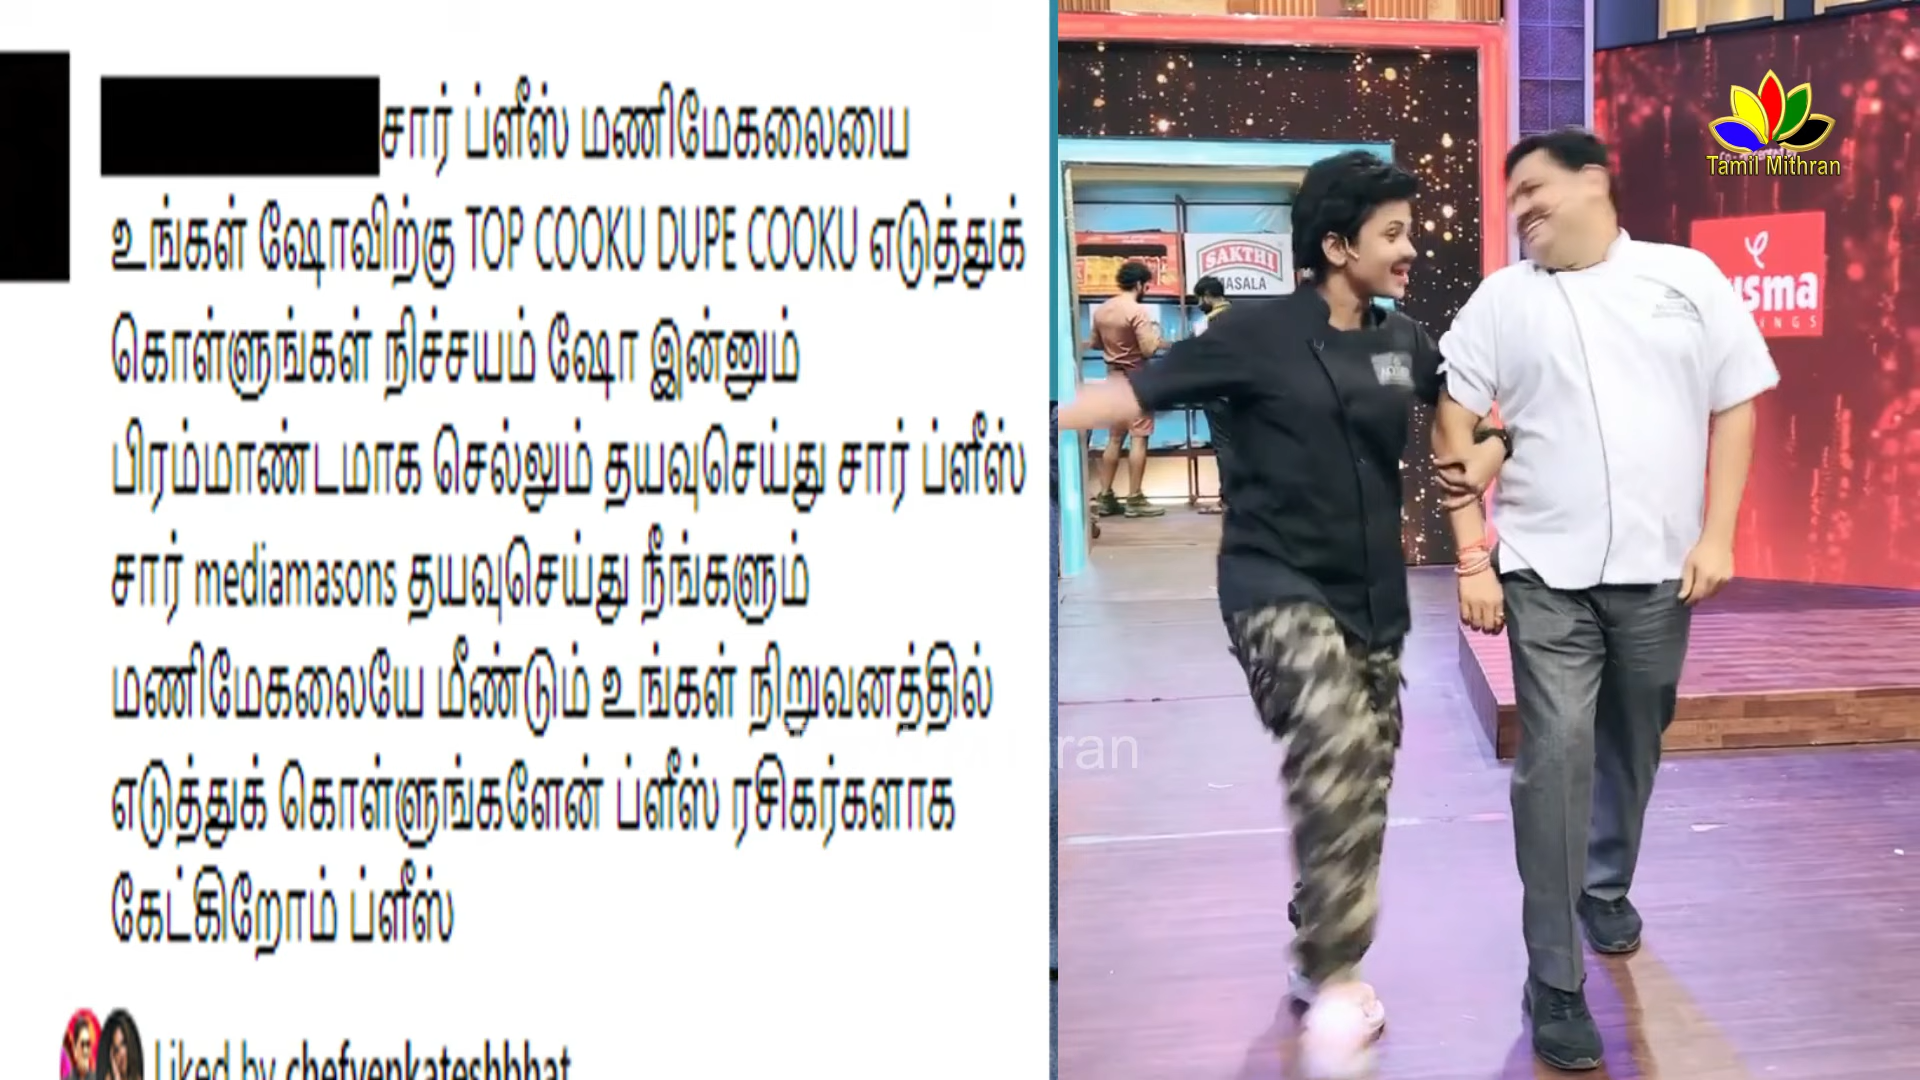 சார் ப்ளீஸ் மணிமேகலையை
உங்கள் ஷோவிற்கு TOP COOKU DUPE COOKU எடுத்துக்
கொள்ளுங்கள் நிச்சயம் ஷோ இன்னும்
பிரம்மாண்டமாக செல்லும் தயவுசெய்து சார் ப்ளீஸ்
சார் mediamasons தயவுசெய்து நீங்களும்
மணிமேகலையே மீண்டும் உங்கள் நிறுவனத்தில்
எடுத்துக் கொள்ளுங்களேன் ப்ளீஸ் ரசிகர்களாக
கேட்கிறோம் ப்ளீஸ்
Liked by chefvenkateshbhat
Tamil Mithran
SAKTHI
MASALA